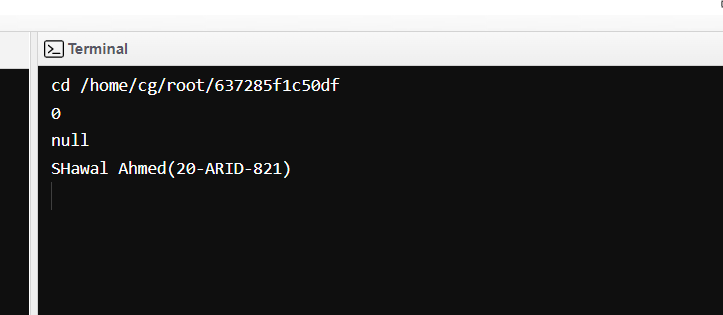 Terminal
cd /home/cg/root/637285f1c50df
0
null
SHawal Ahmed(20-ARID-821)